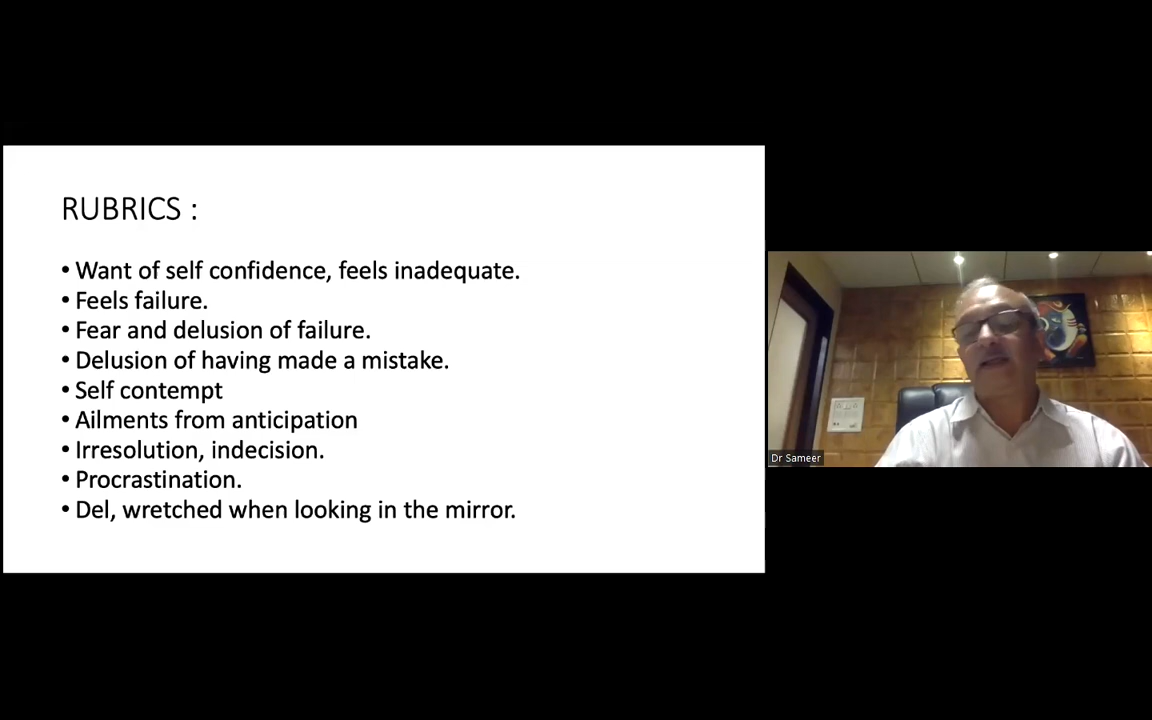 RUBRICS :
• Want of self confidence, feels inadequate.
• Feels failure.
• Fear and delusion of failure.
• Delusion of having made a mistake.
• Self contempt
• Ailments from anticipation
• Irresolution, indecision.
• Procrastination.
• Del, wretched when looking in the mirror.
Dr Sameer